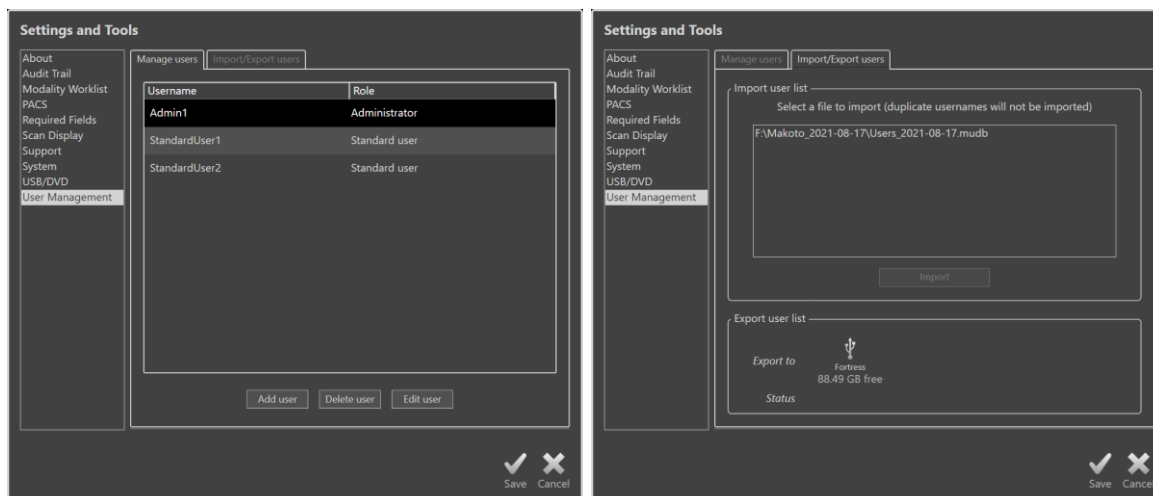 Settings and Tools
About
Audit Trail
Modality Worklist
PACS
Required Fields
Scan Display
Support
System
USB/DVD
User Management
Manage users
Import/Export users
Username Role
Admin1 Administrator
StandardUser1 Standard user
StandardUser2 Standard user
Add user
Delete user
Edit user
Save
Cancel
Settings and Tools
About
Audit Trail
Modality Worklist
PACS
Required Fields
Scan Display
Support
System
USB/DVD
User Management
Manage users
Import/Export users
Import user list
Select a file to import (duplicate usernames will not be imported)
F:\Makoto_2021-08-17\Users_2021-08-17.mudb
Import
Export user list
Export to
Fortress
88.49 GB free
Status
Save
Cancel